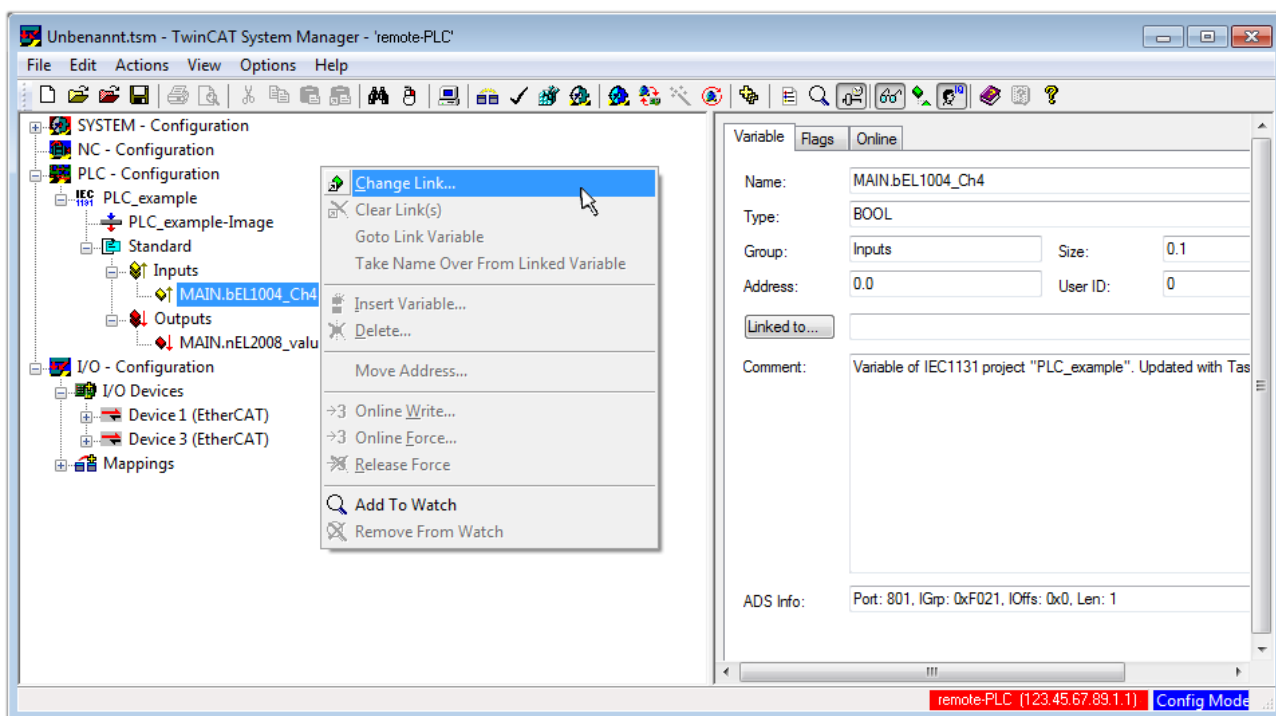 Unbenannt.tsm - TwinCAT System Manager - 'remote-PLC'
File Edit Actions View Options Help
SYSTEM - Configuration
NC - Configuration
PLC - Configuration
IEC
1131
PLC_example
PLC_example-Image
Standard
Inputs
MAIN.bEL1004_Ch4
Outputs
MAIN.nEL2008_valu
I/O - Configuration
I/O Devices
Device 1 (EtherCAT)
Device 3 (EtherCAT)
Mappings
Change Link...
Clear Link(s)
Goto Link Variable
Take Name Over From Linked Variable
Insert Variable...
Delete...
Move Address...
→3 Online Write...
→3 Online Force...
Release Force
Add To Watch
Remove From Watch
Variable Flags Online
Name: MAIN.bEL1004_Ch4
Type: BOOL
Group: Inputs Size: 0.1
Address: 0.0 User ID: 0
Linked to...
Comment: Variable of IEC1131 project "PLC_example". Updated with Tas
ADS Info: Port: 801, IGrp: 0xF021, IOffs: 0x0, Len: 1
remote-PLC (123.45.67.89.1.1) Config Mode